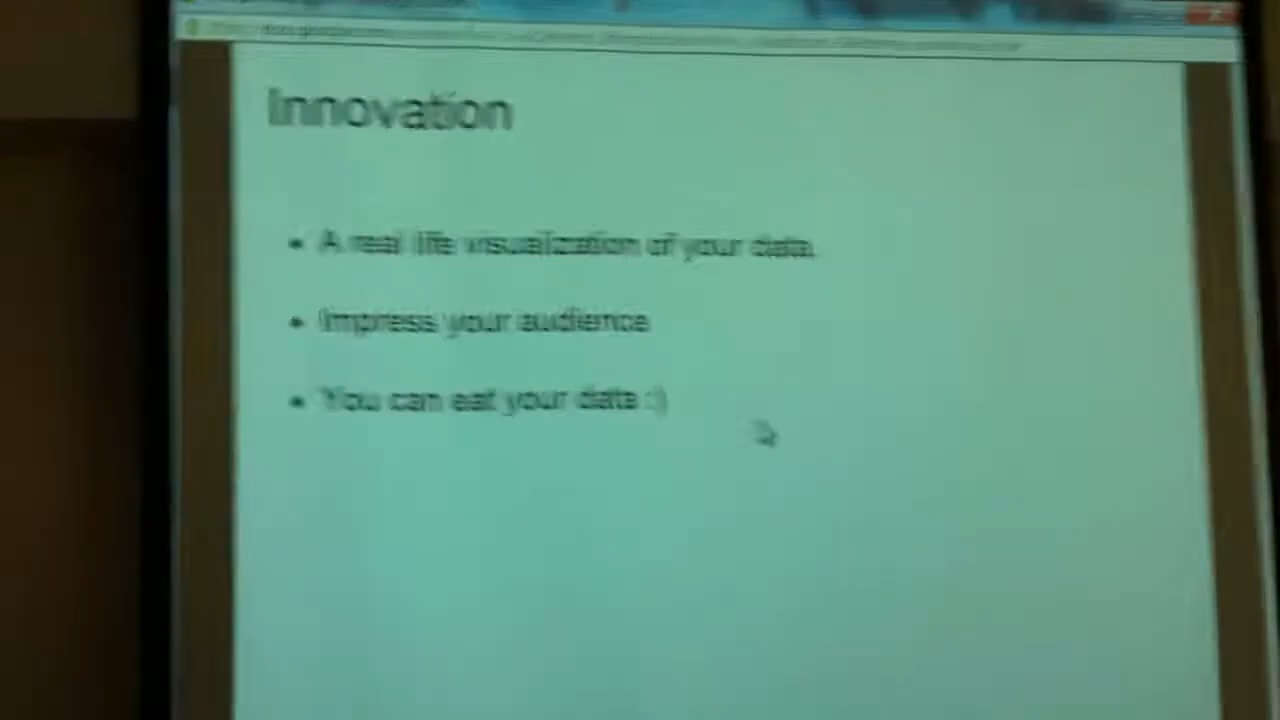 Innovation
• A real life visualization of your data.
• Impress your audience
• You can eat your data :)